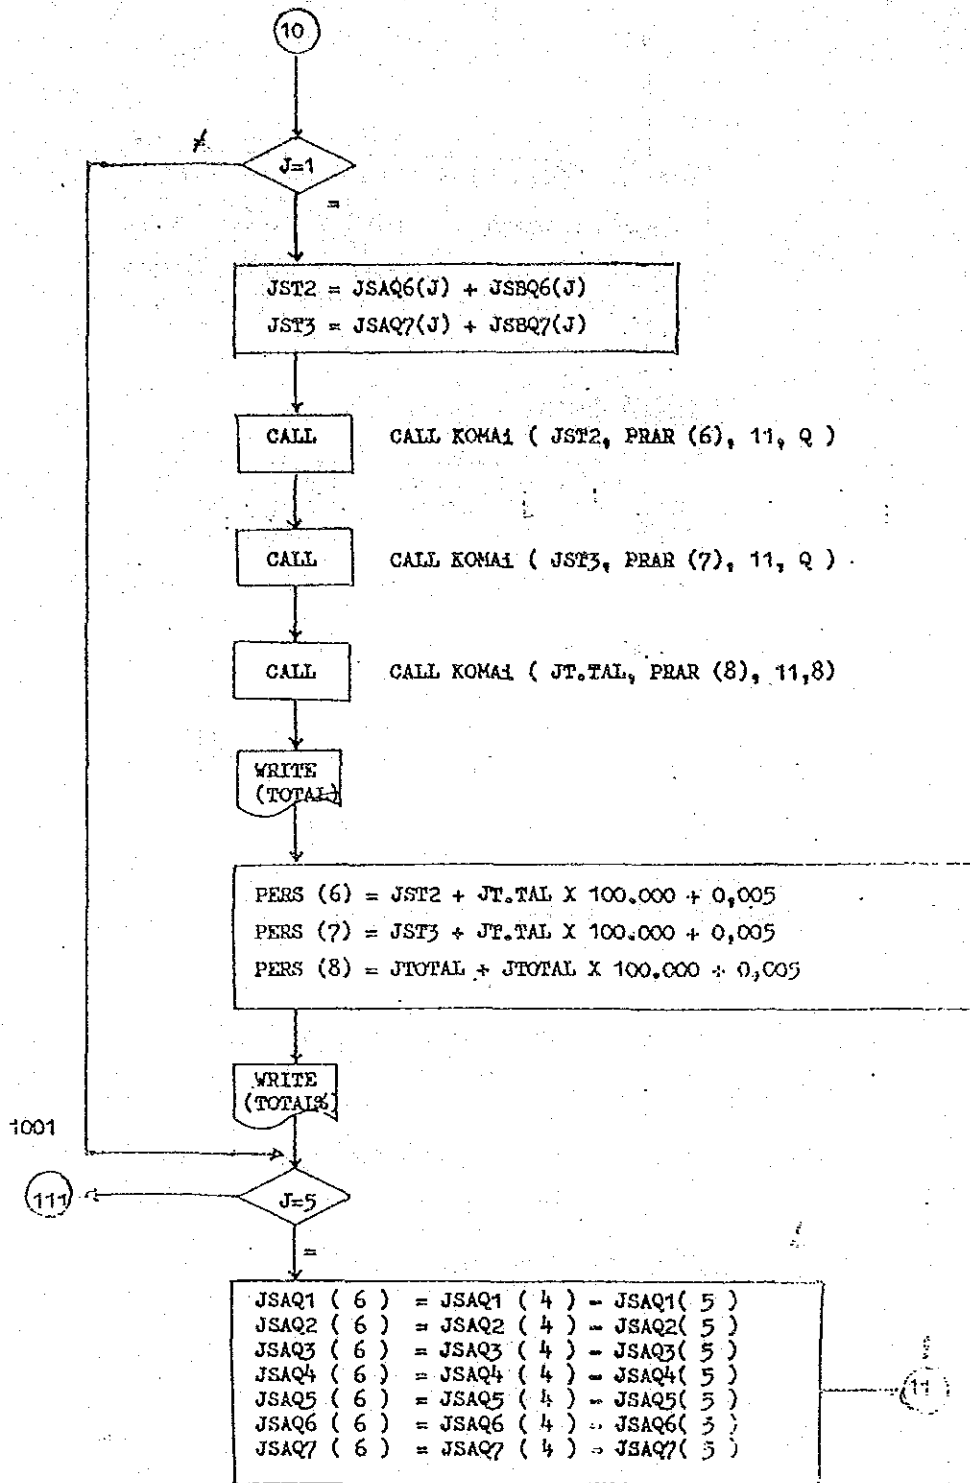 10
≠
J=1
=
JST2 = JSAQ6(J) + JSBQ6(J)
JST3 = JSAQ7(J) + JSBQ7(J)
CALL CALL KOMA1 ( JST2, PRAR (6), 11, Q )
CALL CALL KOMA1 ( JST3, PRAR (7), 11, Q )
CALL CALL KOMA1 ( JT.TAL, PRAR (8), 11,8)
WRITE
(TOTAL)
PERS (6) = JST2 + JT.TAL X 100.000 + 0,005
PERS (7) = JST3 + JT.TAL X 100.000 + 0,005
PERS (8) = JTOTAL + JTOTAL X 100.000 + 0,005
WRITE
(TOTAL%)
1001
111
J=5
=
JSAQ1 ( 6 ) = JSAQ1 ( 4 ) - JSAQ1( 5 )
JSAQ2 ( 6 ) = JSAQ2 ( 4 ) - JSAQ2( 5 )
JSAQ3 ( 6 ) = JSAQ3 ( 4 ) - JSAQ3( 5 )
JSAQ4 ( 6 ) = JSAQ4 ( 4 ) - JSAQ4( 5 )
JSAQ5 ( 6 ) = JSAQ5 ( 4 ) - JSAQ5( 5 )
JSAQ6 ( 6 ) = JSAQ6 ( 4 ) - JSAQ6( 5 )
JSAQ7 ( 6 ) = JSAQ7 ( 4 ) - JSAQ7( 5 )
11